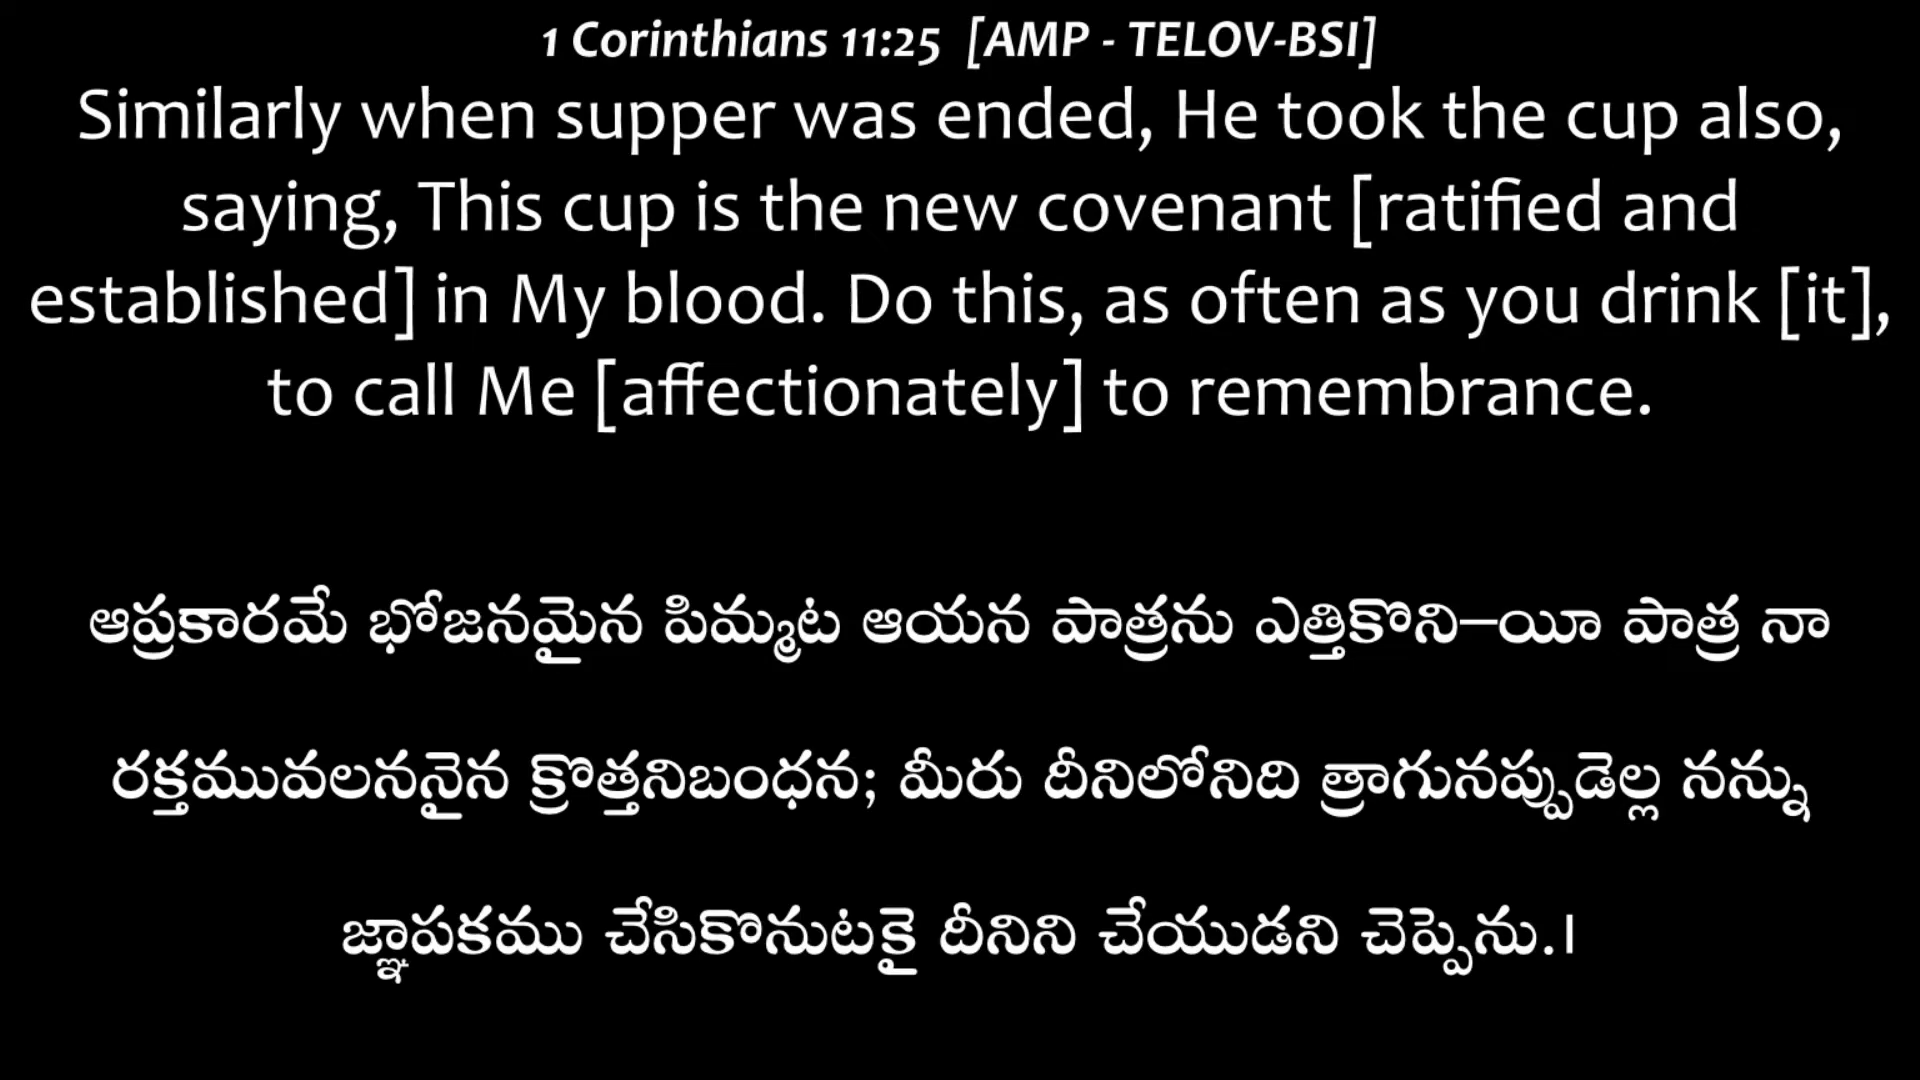 1 Corinthians 11:25 [AMP - TELOV-BSI]
Similarly when supper was ended, He took the cup also,
saying, This cup is the new covenant [ratified and
established] in My blood. Do this, as often as you drink [it],
to call Me [affectionately] to remembrance.
ఆప్రకారమే భోజనమైన పిమ్మట ఆయన పాత్రను ఎత్తికొని–యీ పాత్ర నా
రక్తమువలననైన క్రొత్తనిబంధన; మీరు దీనిలోనిది త్రాగునప్పుడెల్ల నన్ను
జ్ఞాపకము చేసికొనుటకై దీనిని చేయుడని చెప్పెను.।